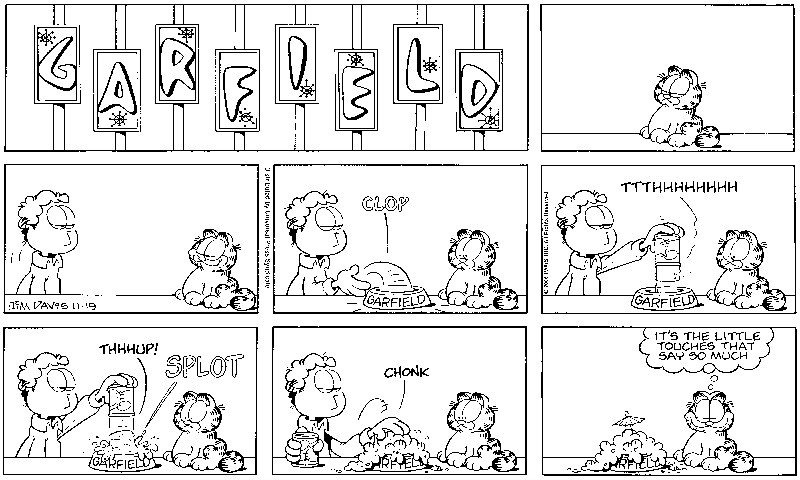 GARFIELD
JIM DAVIS 11-19
CLOP
GARFIELD
TTTHHHHHHHH
GARFIELD
THHHUP!
SPLOT
GARFIELD
CHONK
IT'S THE LITTLE
TOUCHES THAT
SAY SO MUCH